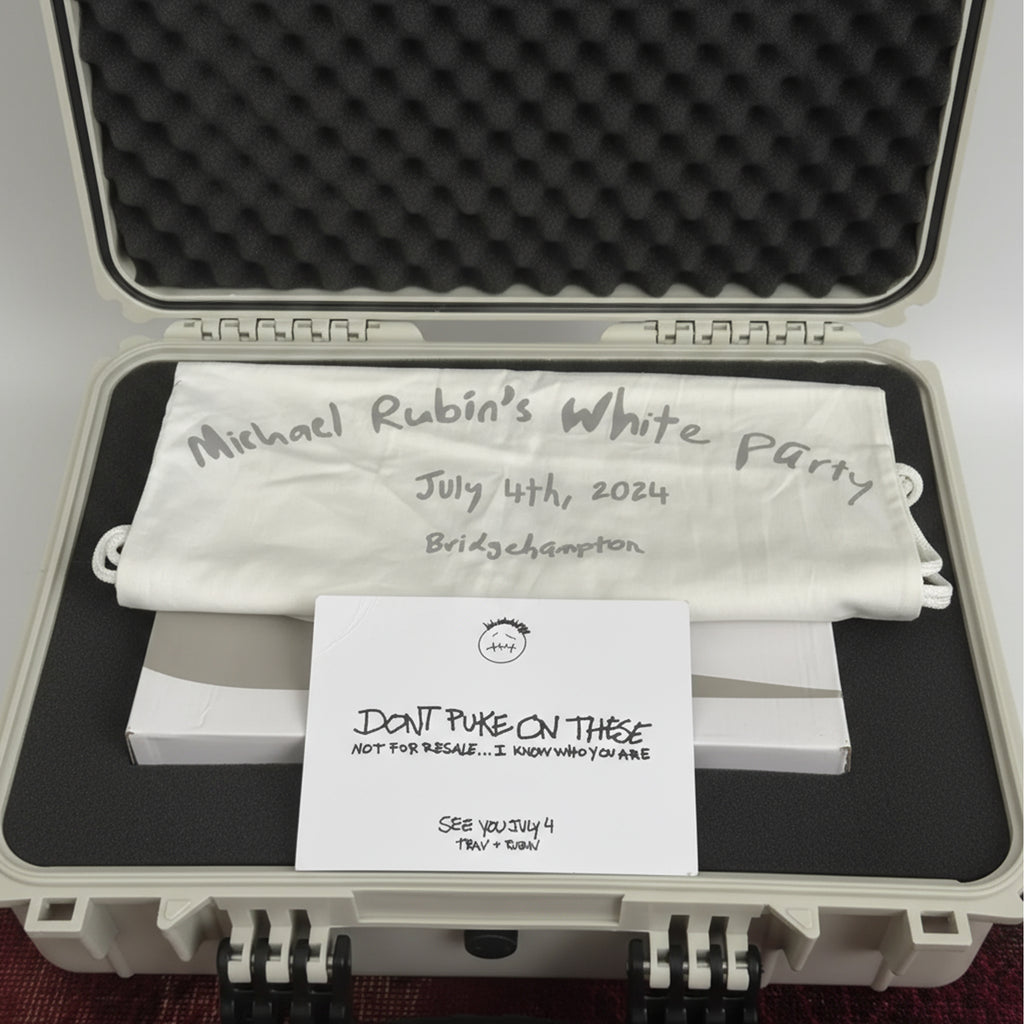 Michael Rubin's White Party
July 4th, 2024
Bridgehampton
DONT PUKE ON THESE
NOT FOR RESALE... I KNOW WHO YOU ARE
SEE YOU JULY 4
TRAV + RUBIN